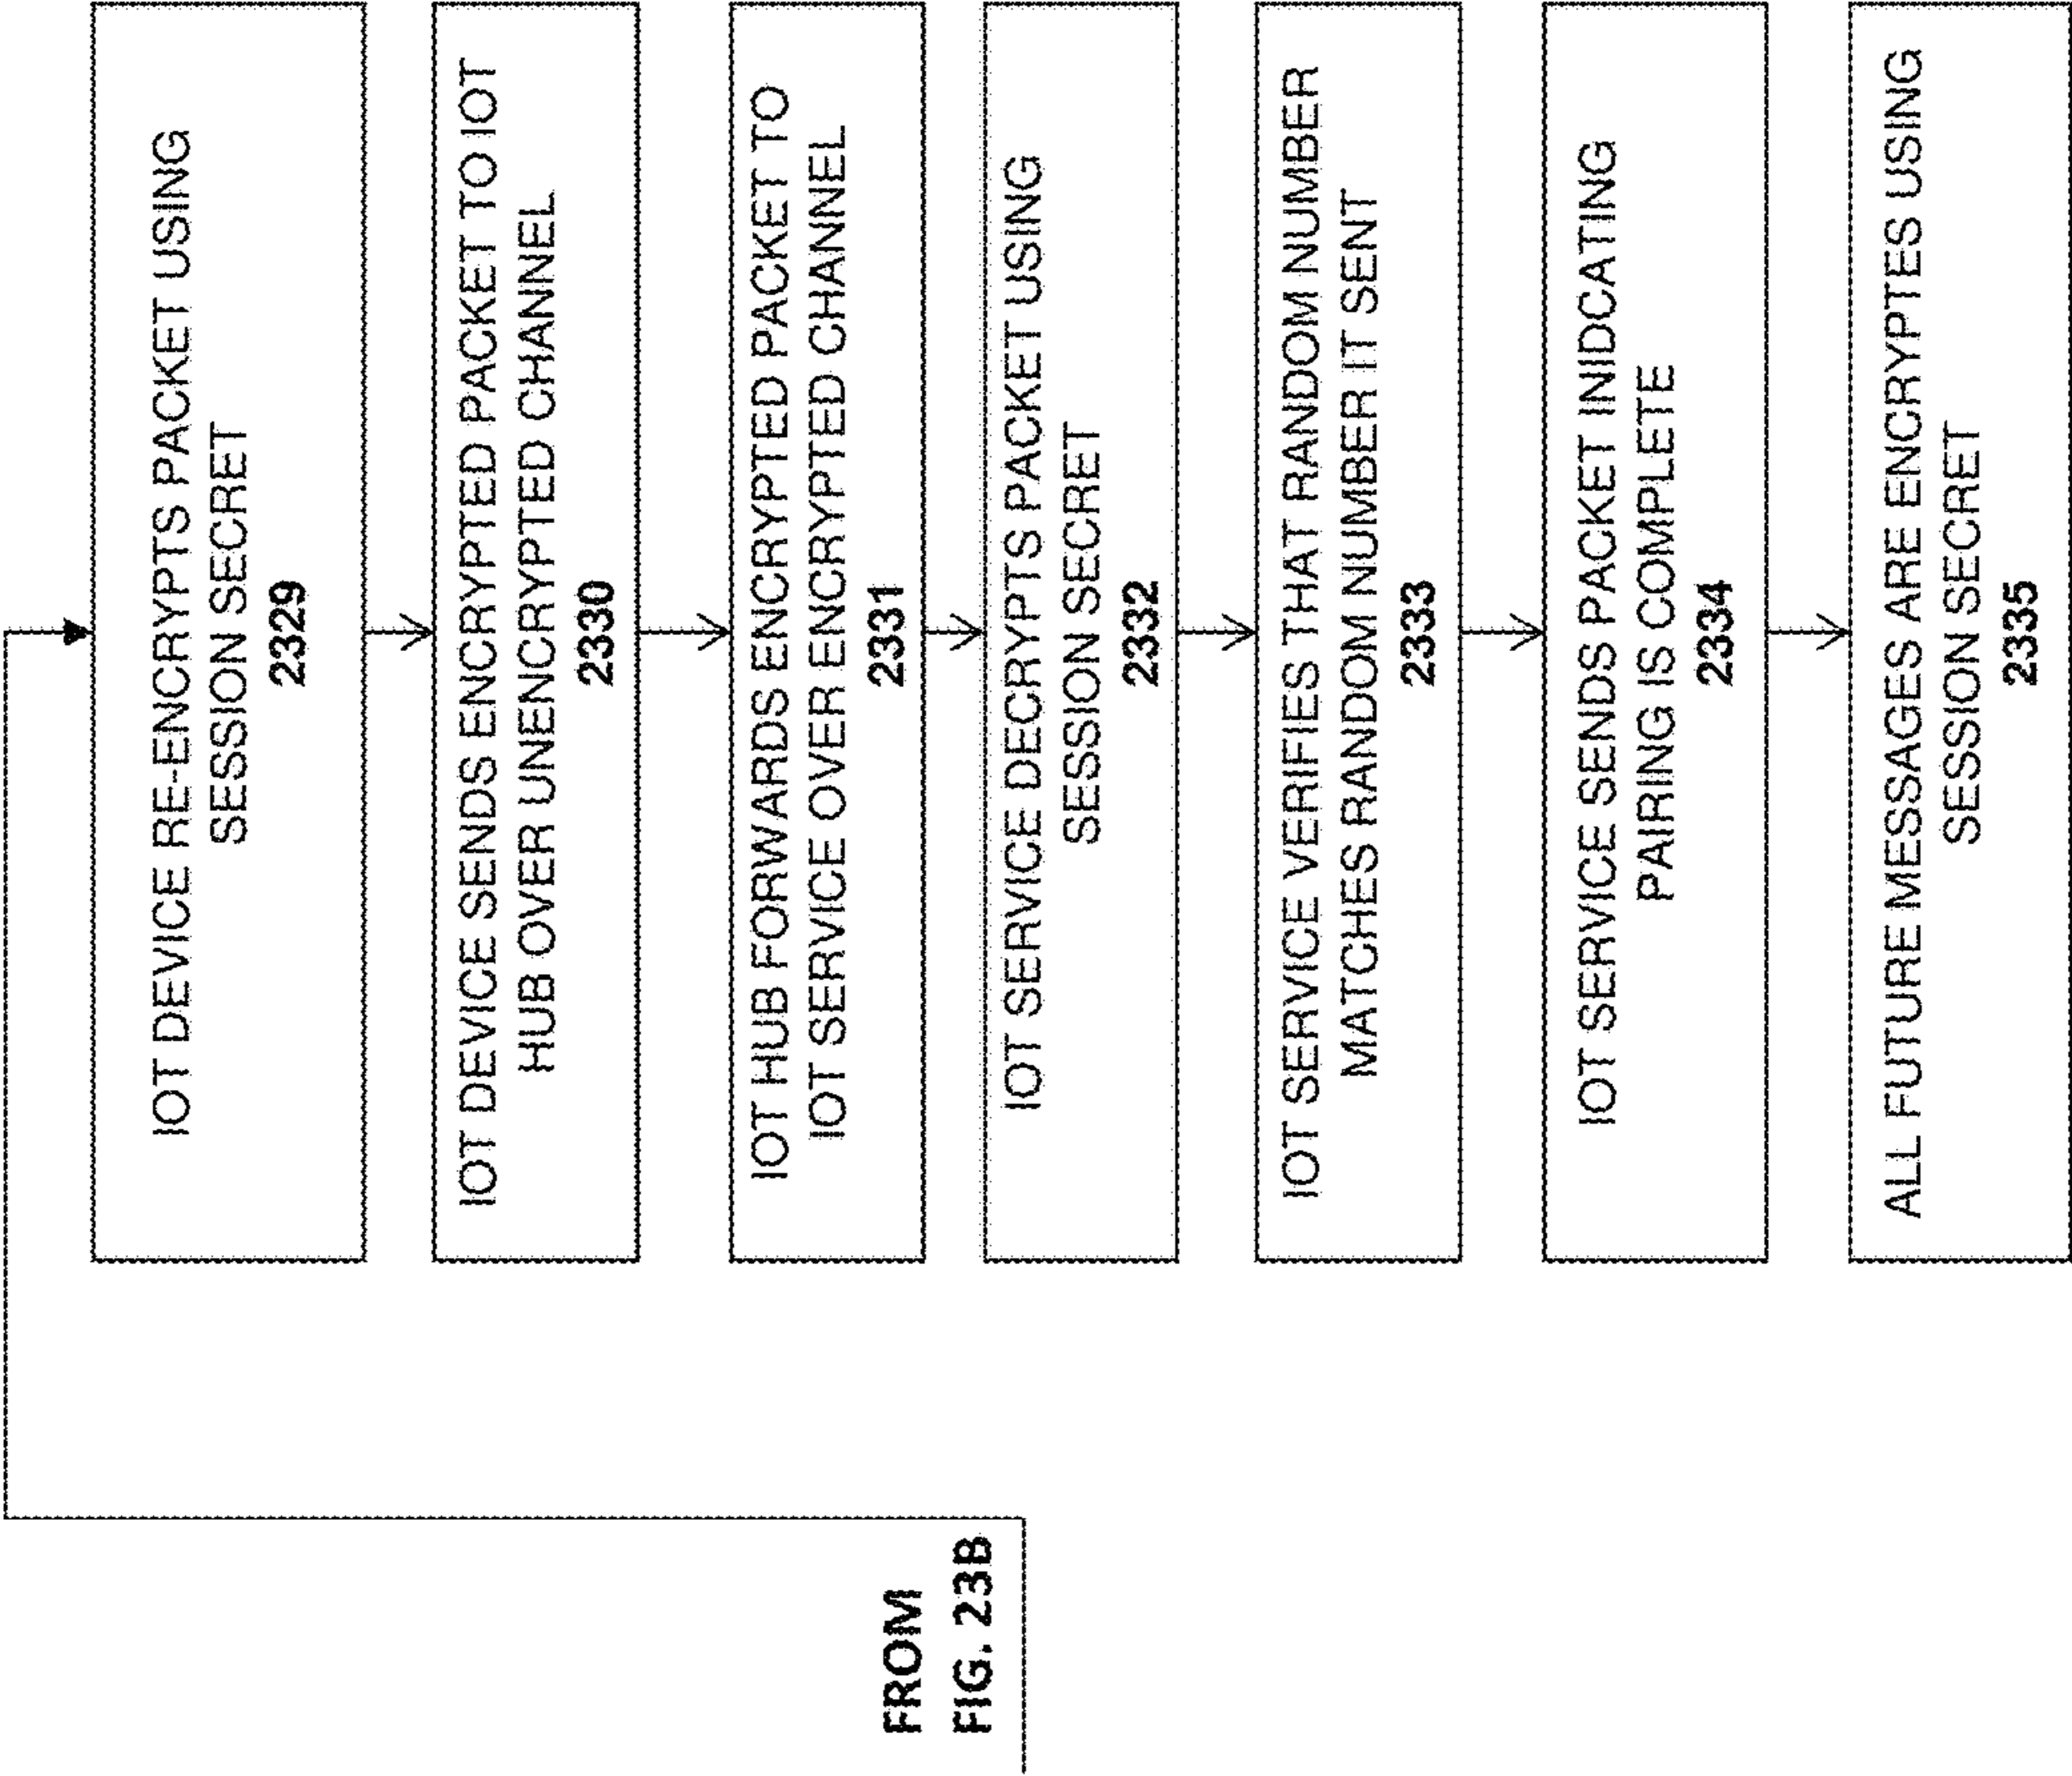 FROM
FIG. 23B
IOT DEVICE RE-ENCRYPTS PACKET USING
SESSION SECRET
2329
IOT DEVICE SENDS ENCRYPTED PACKET TO IOT
HUB OVER UNENCRYPTED CHANNEL
2330
IOT HUB FORWARDS ENCRYPTED PACKET TO
IOT SERVICE OVER ENCRYPTED CHANNEL
2331
IOT SERVICE DECRYPTS PACKET USING
SESSION SECRET
2332
IOT SERVICE VERIFIES THAT RANDOM NUMBER
MATCHES RANDOM NUMBER IT SENT
2333
IOT SERVICE SENDS PACKET INIDCATING
PAIRING IS COMPLETE
2334
ALL FUTURE MESSAGES ARE ENCRYPTES USING
SESSION SECRET
2335